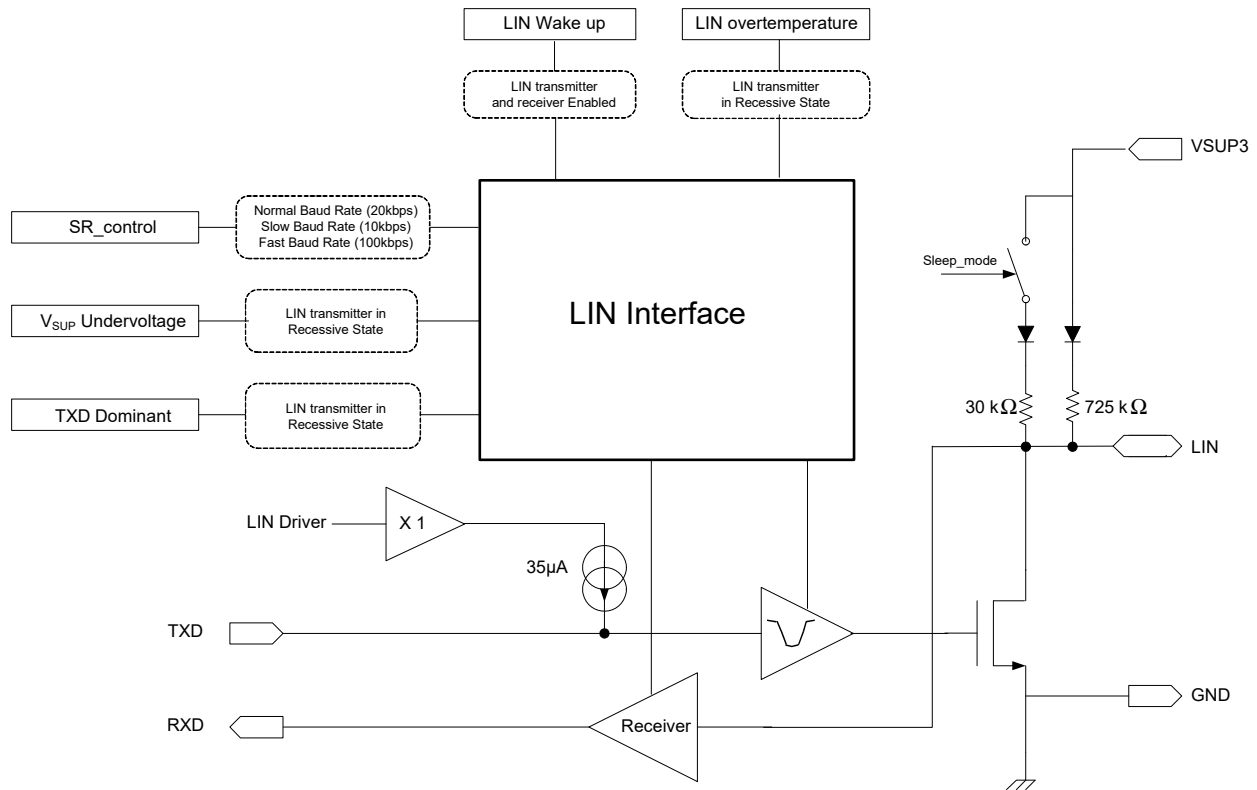 LIN Wake up
LIN overtemperature
LIN transmitter
and receiver Enabled
LIN transmitter
in Recessive State
VSUP3
SR_control
Normal Baud Rate (20kbps)
Slow Baud Rate (10kbps)
Fast Baud Rate (100kbps)
Sleep_mode
VSUP Undervoltage
LIN transmitter in
Recessive State
LIN Interface
TXD Dominant
LIN transmitter in
Recessive State
30 kΩ
725 kΩ
LIN
LIN Driver
X 1
35µA
TXD
GND
RXD
Receiver